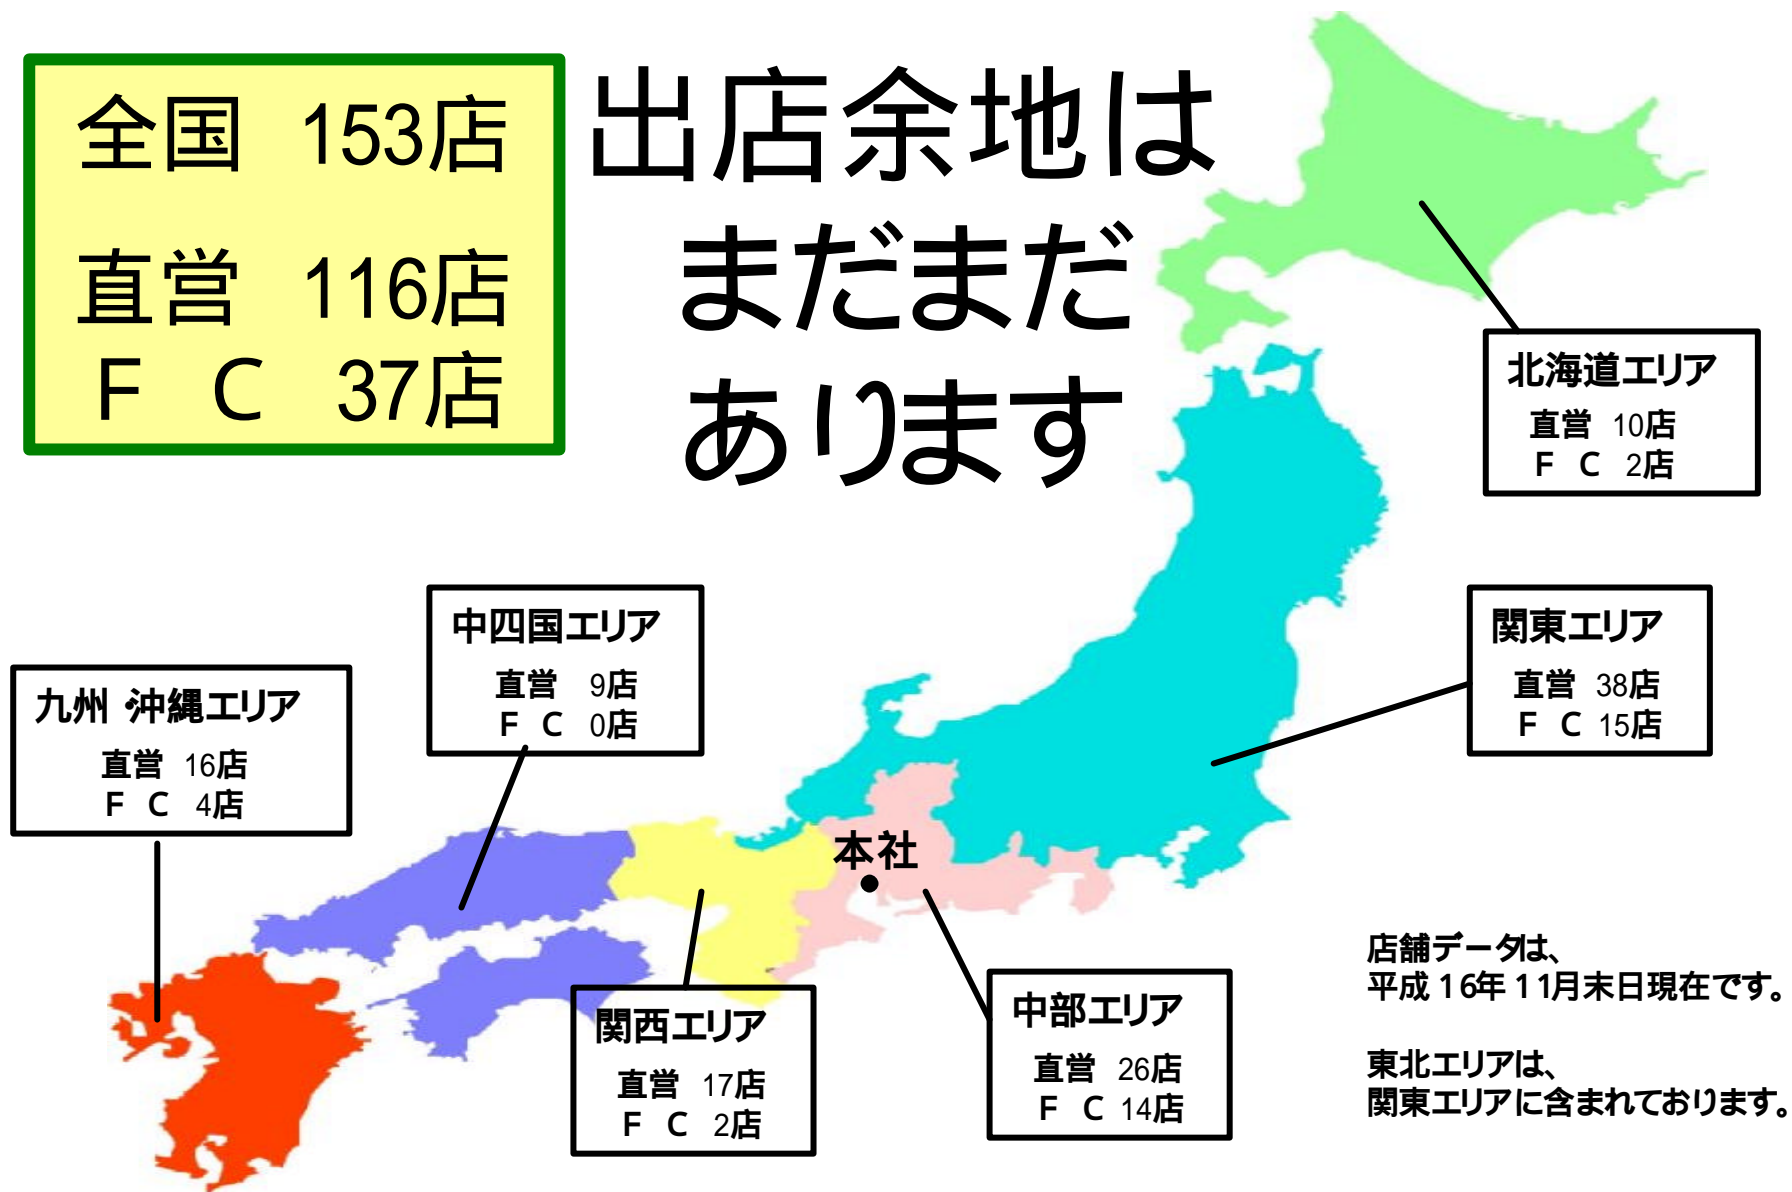 全国 153店
直営 116店
F C 37店
出店余地は
まだまだ
あります
北海道エリア
直営 10店
F C 2店
関東エリア
直営 38店
F C 15店
中四国エリア
直営 9店
F C 0店
九州・沖縄エリア
直営 16店
F C 4店
本社
関西エリア
直営 17店
F C 2店
中部エリア
直営 26店
F C 14店
店舗データは、
平成16年11月末日現在です。
東北エリアは、
関東エリアに含まれております。